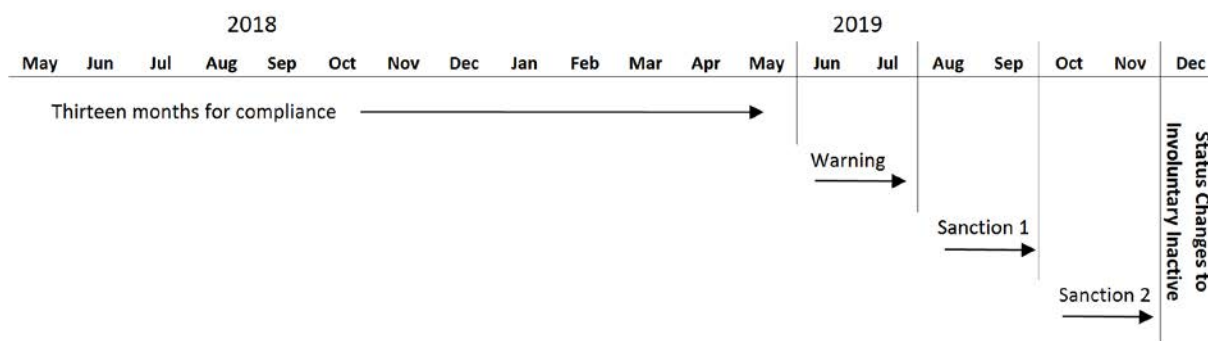 2018 2019
May Jun Jul Aug Sep Oct Nov Dec Jan Feb Mar Apr May Jun Jul Aug Sep Oct Nov Dec
Thirteen months for compliance
Warning
Sanction 1
Sanction 2
Status Changes to
Involuntary Inactive